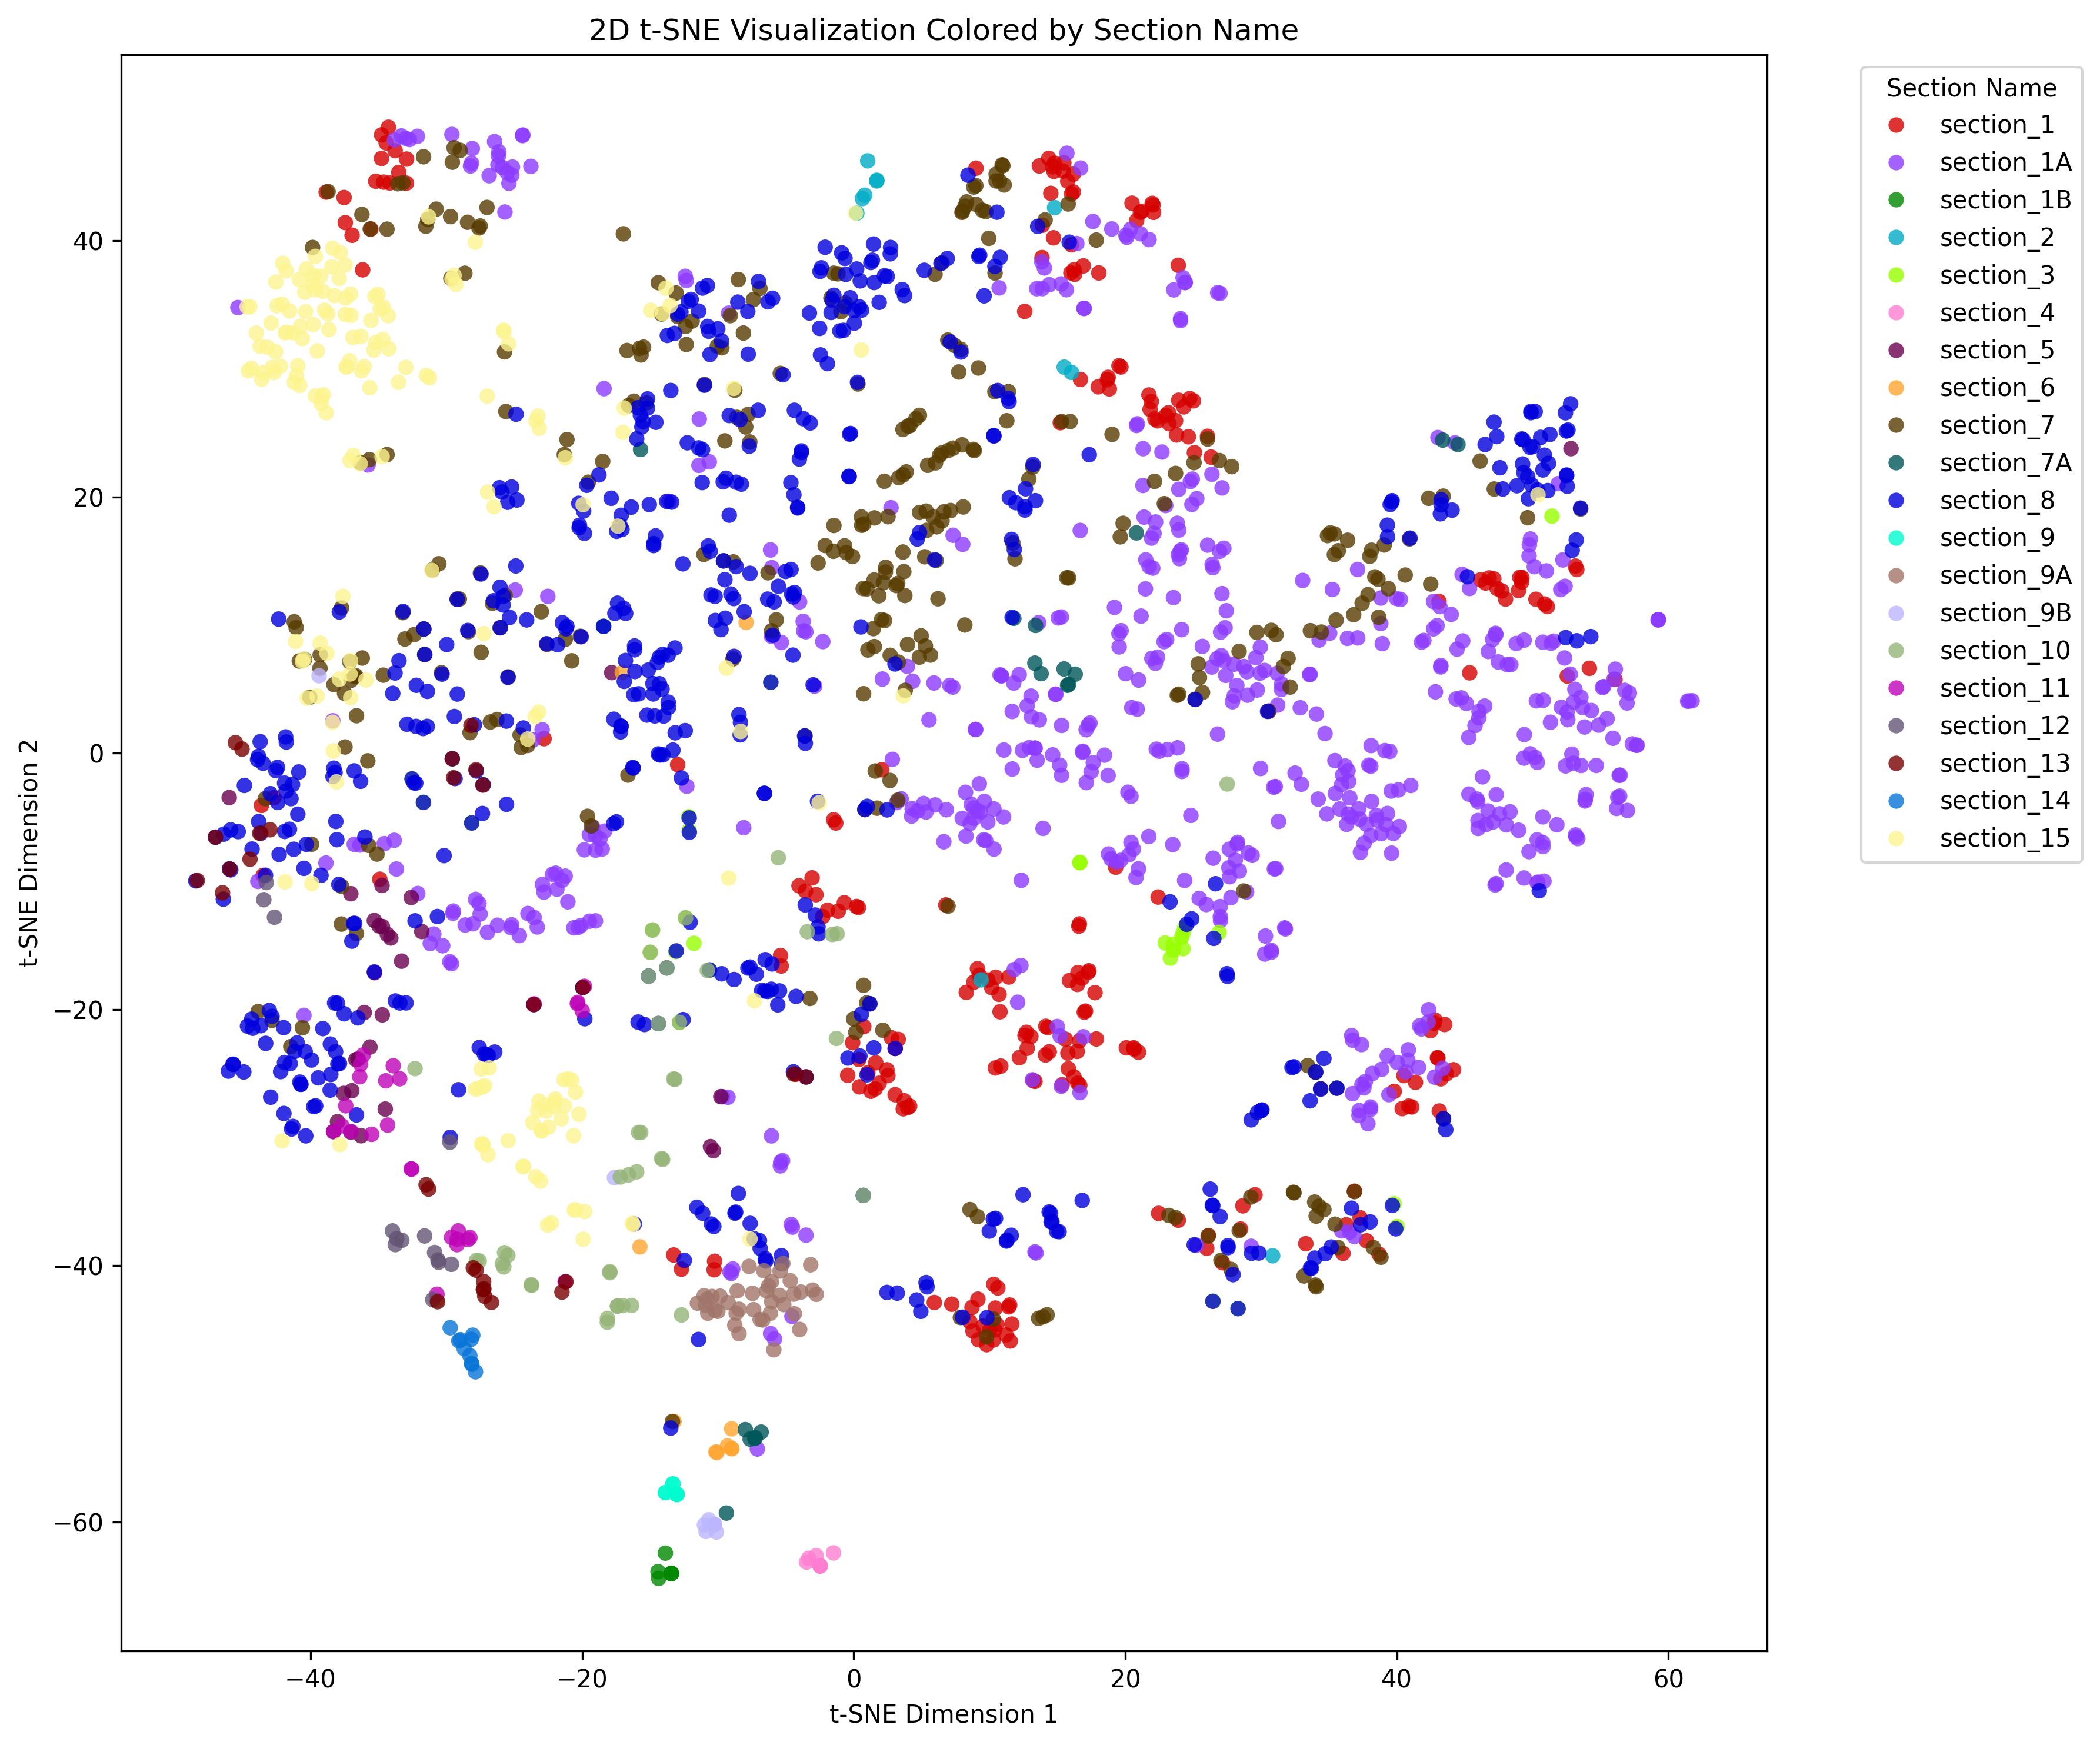 2D t-SNE Visualization Colored by Section Name
Section Name
section_1
section_1A
section_1B
section_2
section_3
section_4
section_5
section_6
section_7
section_7A
section_8
section_9
section_9A
section_9B
section_10
section_11
section_12
section_13
section_14
section_15
40
20
0
−20
−40
−60
t-SNE Dimension 2
−40
−20
0
20
40
60
t-SNE Dimension 1